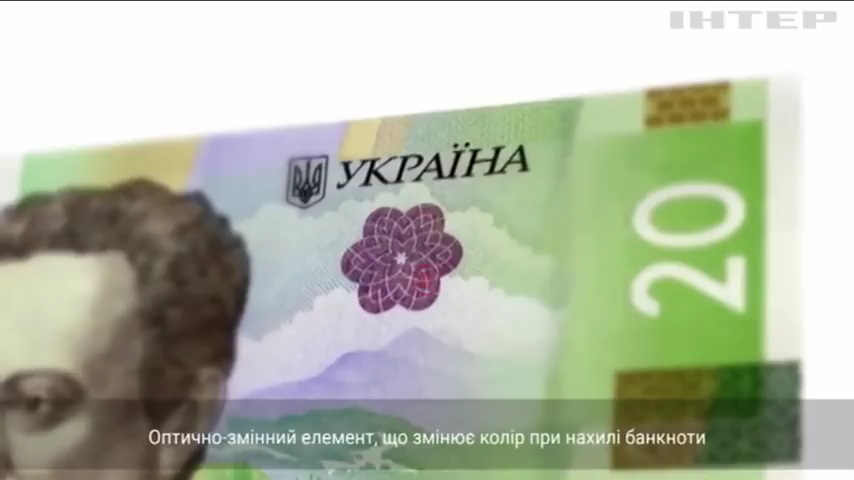 ІНТЕР
УКРАЇНА
20
Оптично-змінний елемент, що змінює колір при нахилі банкноти